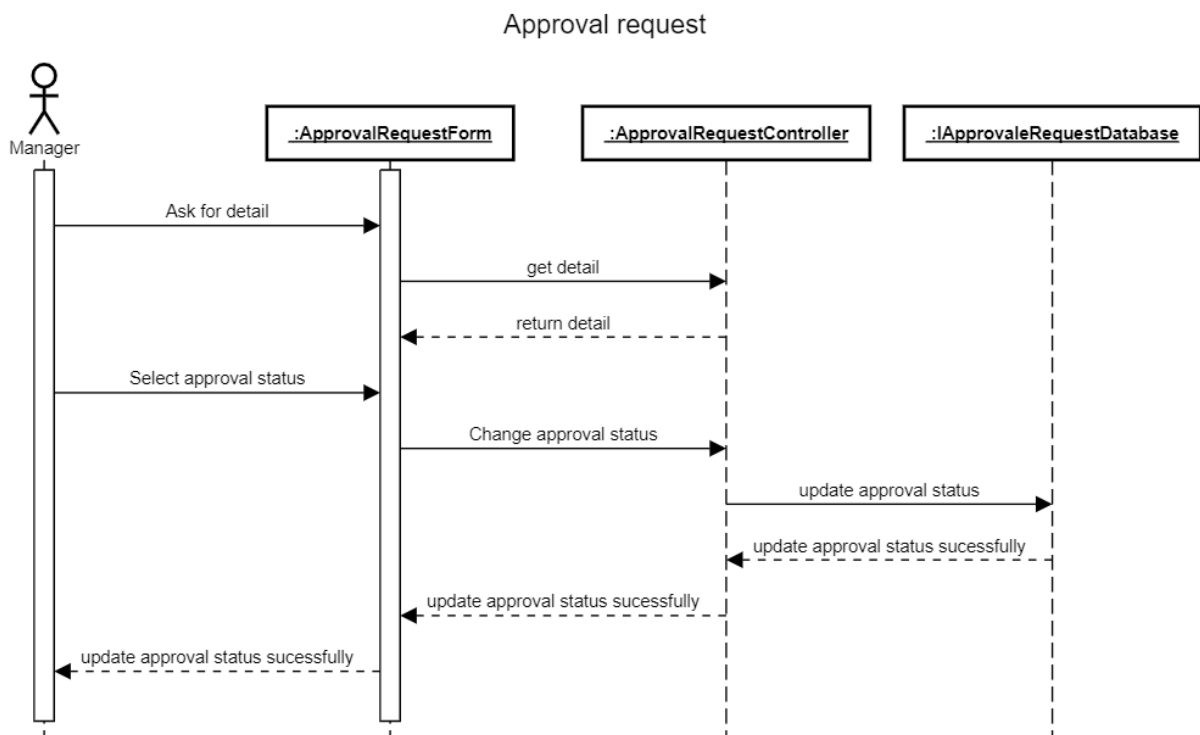 Approval request
Manager
:ApprovalRequestForm
:ApprovalRequestController
:IApprovaleRequestDatabase
Ask for detail
get detail
return detail
Select approval status
Change approval status
update approval status
update approval status sucessfully
update approval status sucessfully
update approval status sucessfully